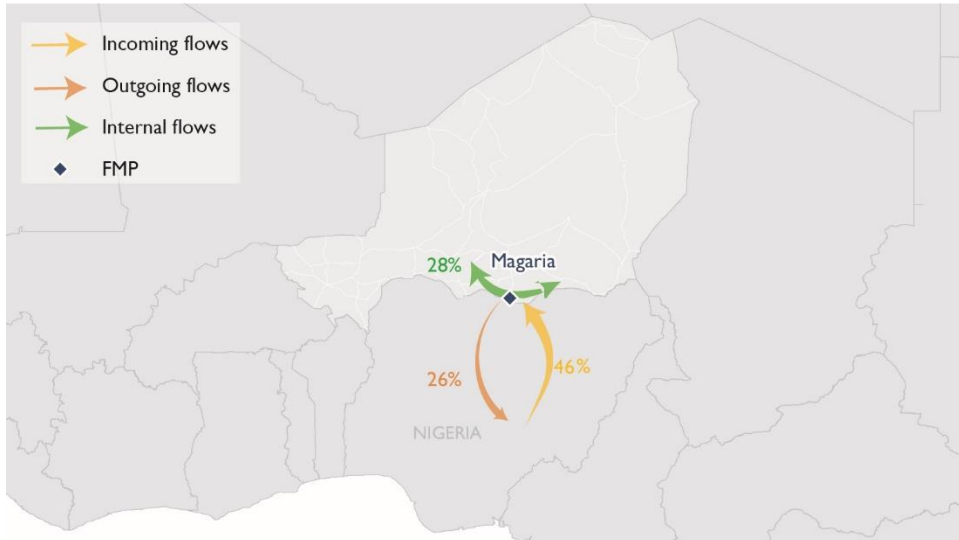 Incoming flows
Outgoing flows
Internal flows
FMP
28%
Magaria
26%
46%
NIGERIA